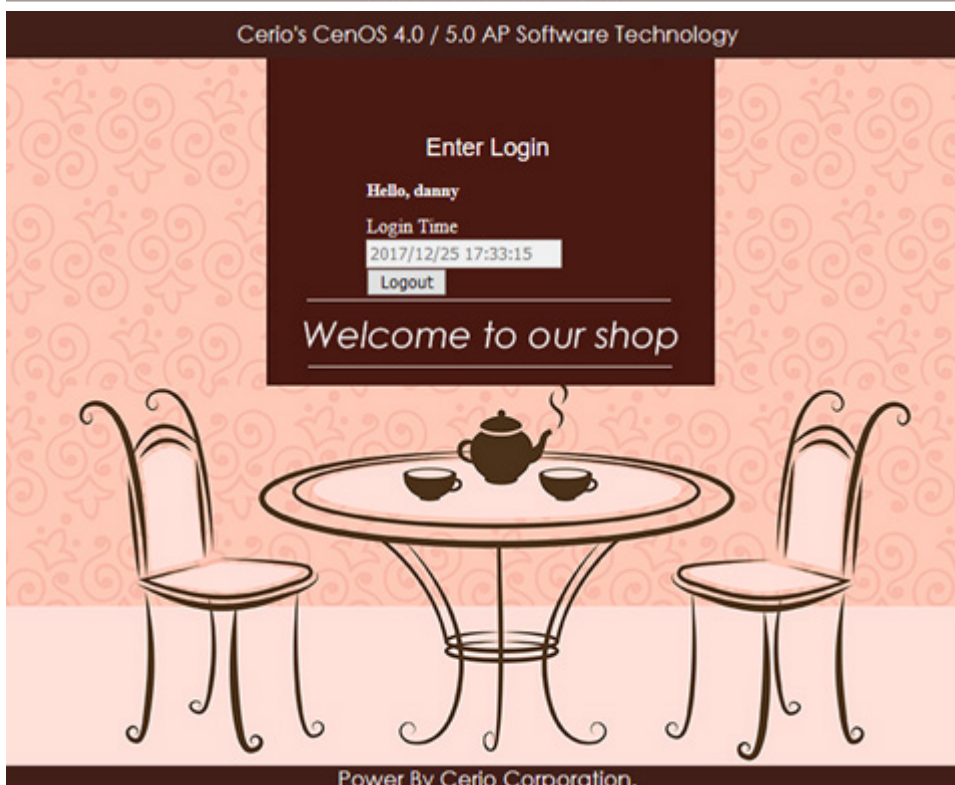 Cerio's CenOS 4.0 / 5.0 AP Software Technology
Enter Login
Hello, danny
Login Time
2017/12/25 17:33:15
Logout
Welcome to our shop
Power By Cerio Corporation.